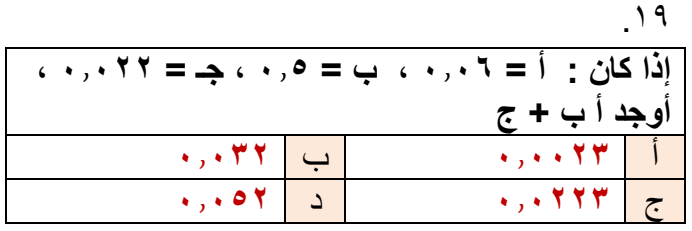 ١٩.
إذا كان : أ = ٠,٠٦ ، ب = ٠,٥ ، جـ = ٠,٠٢٢ ،
أوجد أ ب + ج
أ ٠,٠٠٢٣ ب ٠,٠٣٢
ج ٠,٠٢٢٣ د ٠,٠٥٢